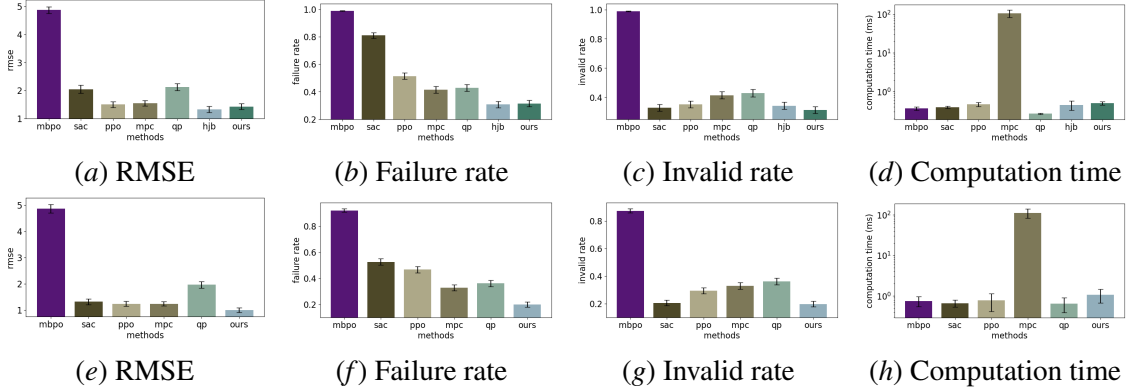 rmse
5
4
3
2
1
mbpo sac ppo mpc qp hjb ours
methods
(a) RMSE
failure rate
1.0
0.8
0.6
0.4
0.2
mbpo sac ppo mpc qp hjb ours
methods
(b) Failure rate
invalid rate
1.0
0.8
0.6
0.4
mbpo sac ppo mpc qp hjb ours
methods
(c) Invalid rate
computation time (ms)
10²
10¹
10⁰
mbpo sac ppo mpc qp hjb ours
methods
(d) Computation time
rmse
5
4
3
2
1
mbpo sac ppo mpc qp ours
methods
(e) RMSE
failure rate
0.8
0.6
0.4
0.2
mbpo sac ppo mpc qp ours
methods
(f) Failure rate
invalid rate
0.8
0.6
0.4
0.2
mbpo sac ppo mpc qp ours
methods
(g) Invalid rate
computation time (ms)
10²
10¹
10⁰
mbpo sac ppo mpc qp ours
methods
(h) Computation time